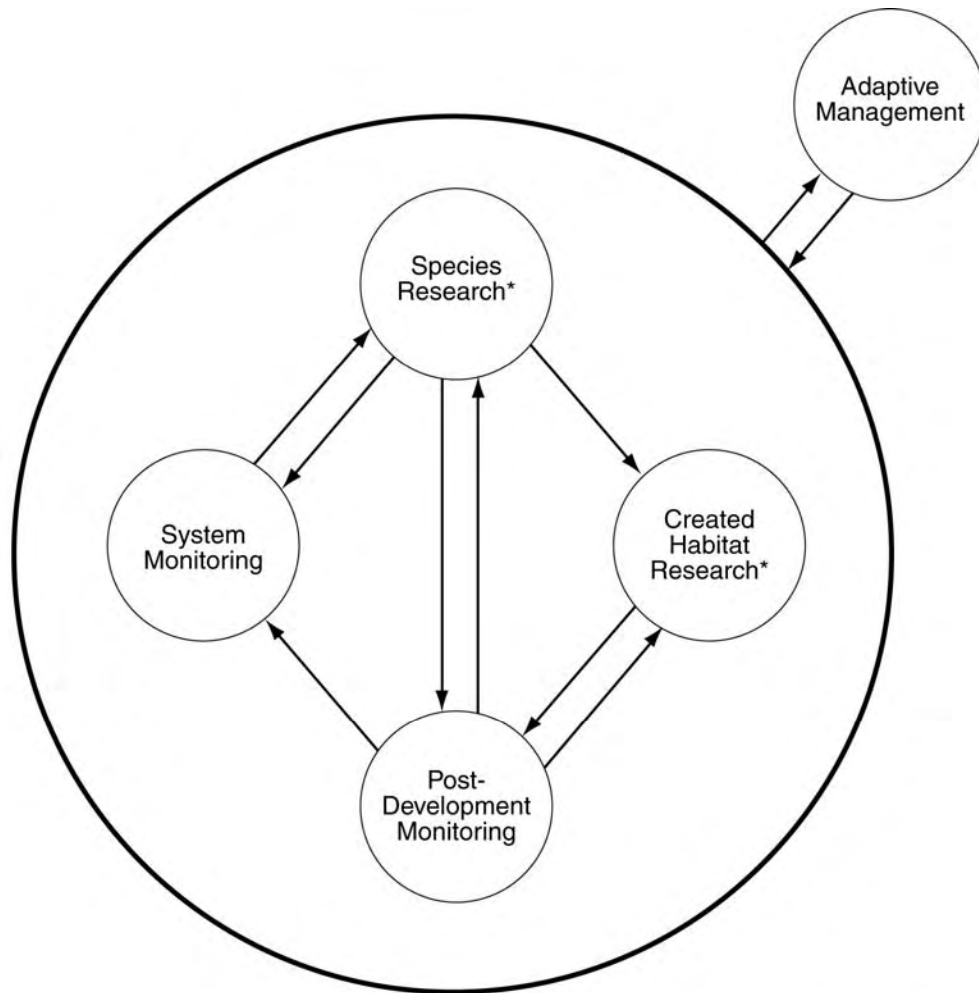 Adaptive
Management
Species
Research*
System
Monitoring
Created
Habitat
Research*
Post-
Development
Monitoring